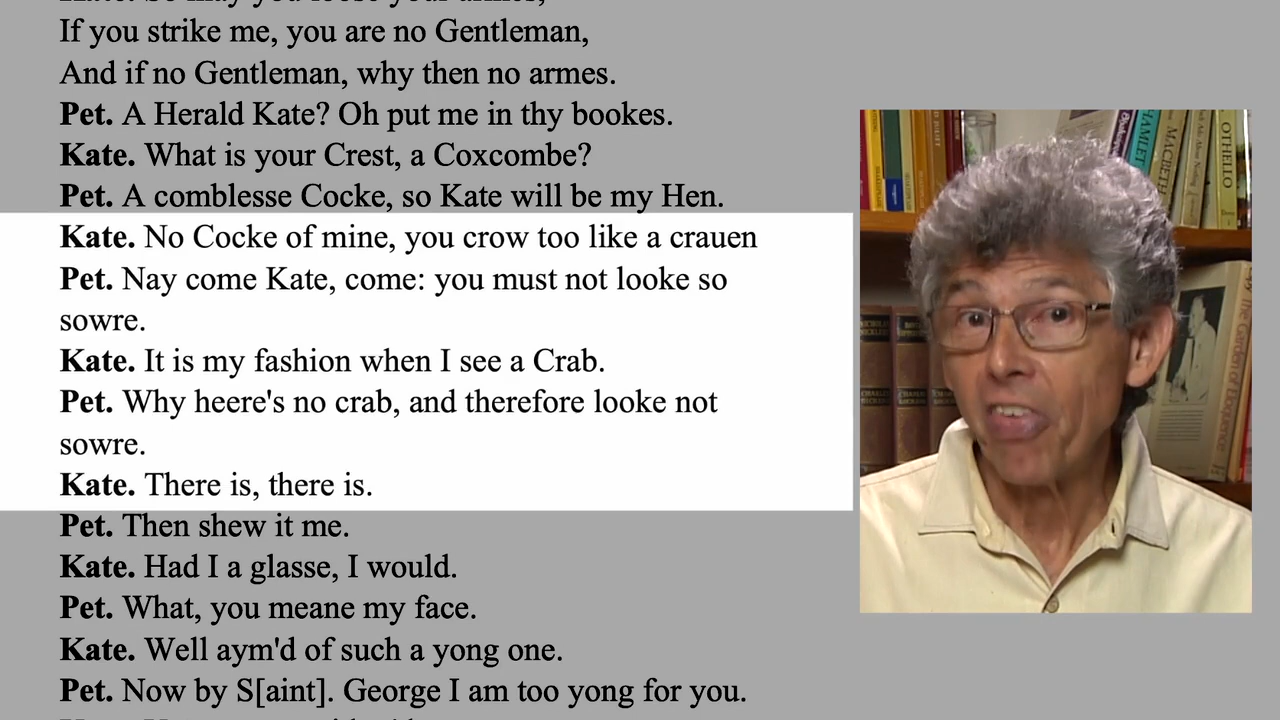 If you strike me, you are no Gentleman,
And if no Gentleman, why then no armes.
Pet. A Herald Kate? Oh put me in thy bookes.
Kate. What is your Crest, a Coxcombe?
Pet. A comblesse Cocke, so Kate will be my Hen.
Kate. No Cocke of mine, you crow too like a crauen
Pet. Nay come Kate, come: you must not looke so
sowre.
Kate. It is my fashion when I see a Crab.
Pet. Why heere's no crab, and therefore looke not
sowre.
Kate. There is, there is.
Pet. Then shew it me.
Kate. Had I a glasse, I would.
Pet. What, you meane my face.
Kate. Well aym'd of such a yong one.
Pet. Now by S[aint]. George I am too yong for you.
HAMLET
MACBETH
OTHELLO
The Garden of Eloquence